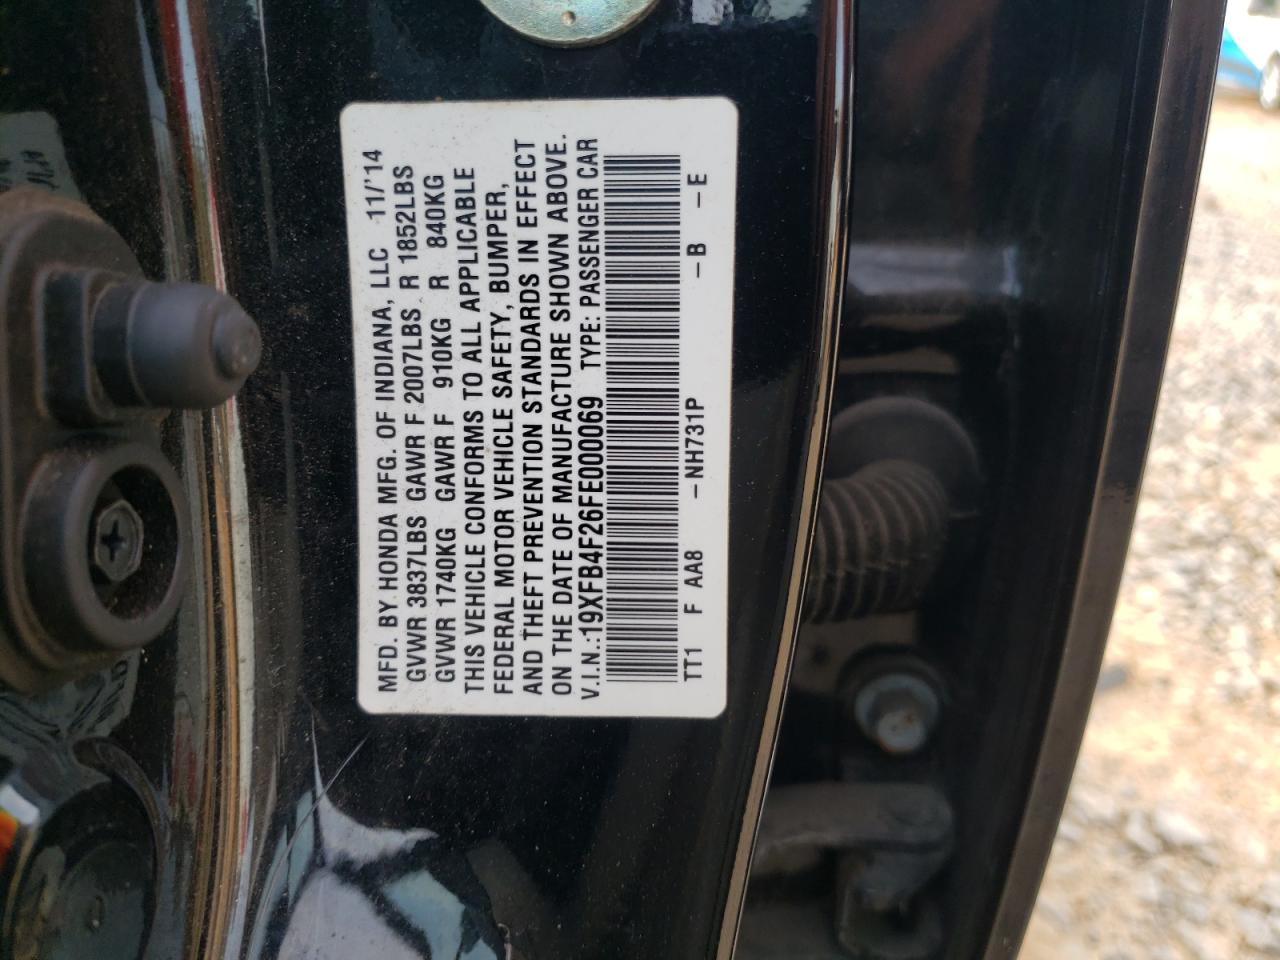 MFD. BY HONDA MFG. OF INDIANA, LLC 11/'14
GVWR 3837LBS GAWR F 2007LBS R 1852LBS
GVWR 1740KG GAWR F 910KG R 840KG
THIS VEHICLE CONFORMS TO ALL APPLICABLE
FEDERAL MOTOR VEHICLE SAFETY, BUMPER,
AND THEFT PREVENTION STANDARDS IN EFFECT
ON THE DATE OF MANUFACTURE SHOWN ABOVE.
V.I.N.:19XFB4F26FE000069 TYPE: PASSENGER CAR
TT1 F AA8 -NH731P -B -E